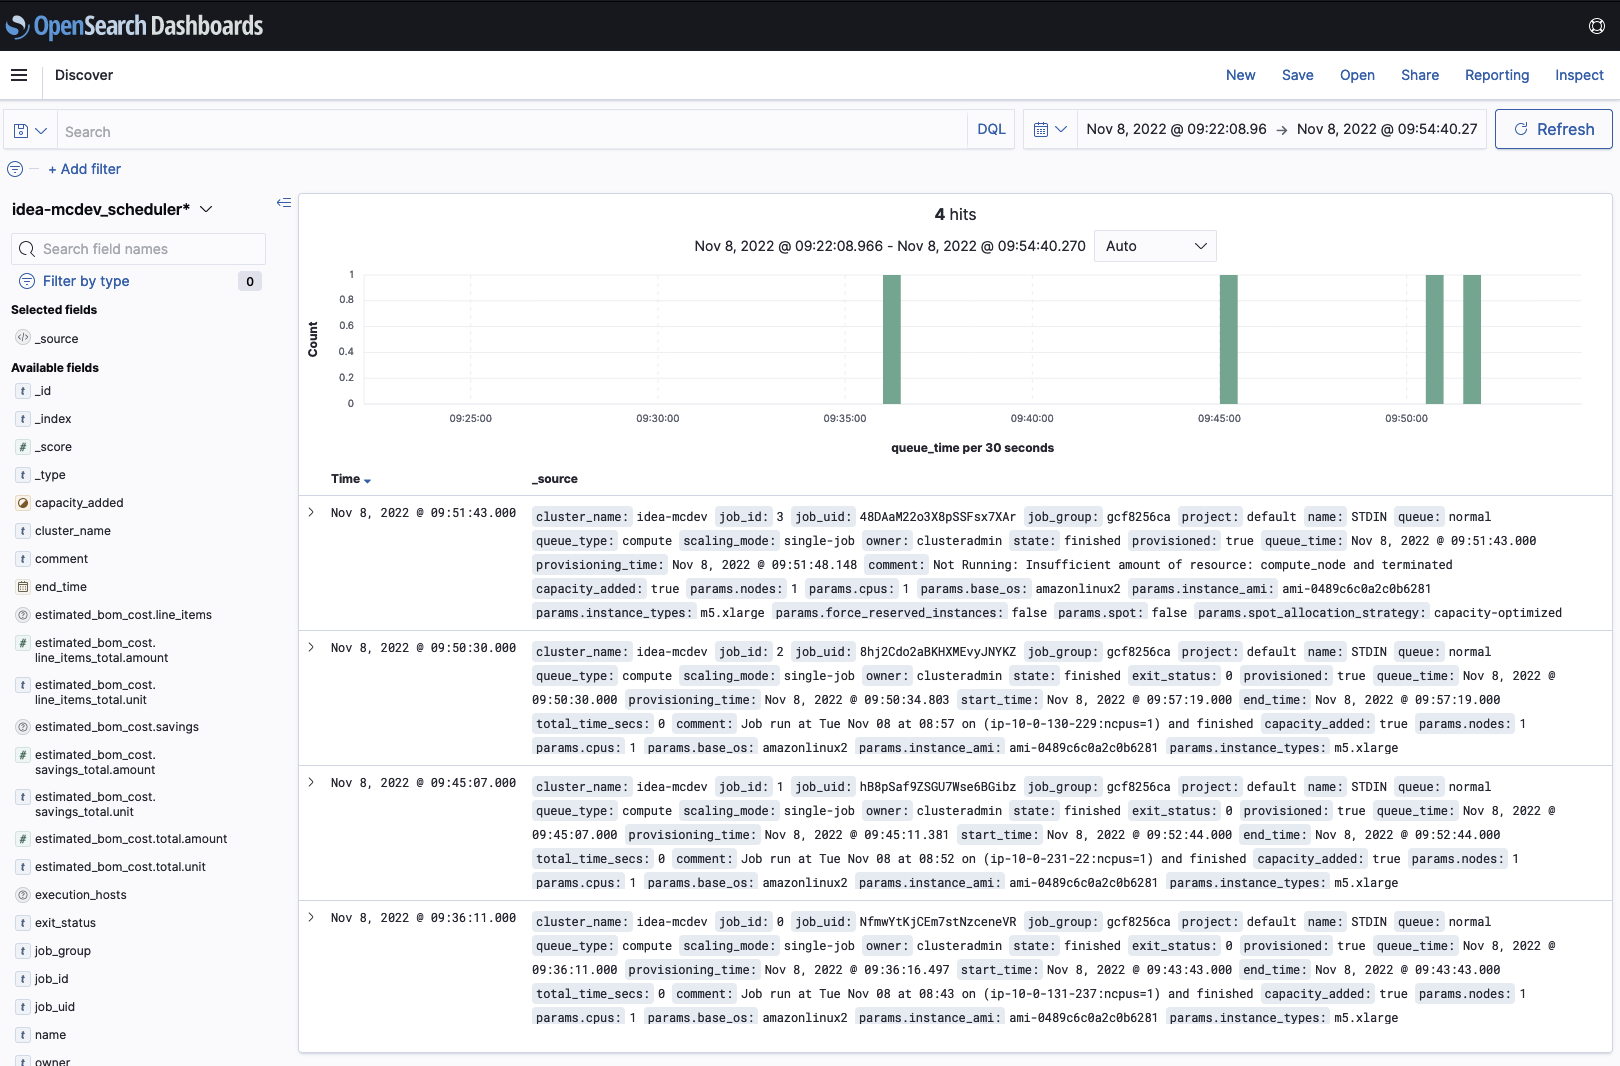 OpenSearch Dashboards
Discover
New Save Open Share Reporting Inspect
Search
DQL
Nov 8, 2022 @ 09:22:08.96 → Nov 8, 2022 @ 09:54:40.27
Refresh
+ Add filter
idea-mcdev_scheduler*
Search field names
Filter by type 0
Selected fields
_source
Available fields
t _id
t _index
# _score
t _type
capacity_added
t cluster_name
t comment
end_time
estimated_bom_cost.line_items
# estimated_bom_cost.
line_items_total.amount
t estimated_bom_cost.
line_items_total.unit
estimated_bom_cost.savings
# estimated_bom_cost.
savings_total.amount
t estimated_bom_cost.
savings_total.unit
# estimated_bom_cost.total.amount
t estimated_bom_cost.total.unit
execution_hosts
t exit_status
t job_group
t job_id
t job_uid
t name
t owner
4 hits
Nov 8, 2022 @ 09:22:08.966 - Nov 8, 2022 @ 09:54:40.270 Auto
Count
1
0.8
0.6
0.4
0.2
0
09:25:00 09:30:00 09:35:00 09:40:00 09:45:00 09:50:00
queue_time per 30 seconds
Time _source
Nov 8, 2022 @ 09:51:43.000
cluster_name: idea-mcdev job_id: 3 job_uid: 48DAaM22o3X8pSSFsx7XAr job_group: gcf8256ca project: default name: STDIN queue: normal
queue_type: compute scaling_mode: single-job owner: clusteradmin state: finished provisioned: true queue_time: Nov 8, 2022 @ 09:51:43.000
provisioning_time: Nov 8, 2022 @ 09:51:48.148 comment: Not Running: Insufficient amount of resource: compute_node and terminated
capacity_added: true params.nodes: 1 params.cpus: 1 params.base_os: amazonlinux2 params.instance_ami: ami-0489c6c0a2c0b6281
params.instance_types: m5.xlarge params.force_reserved_instances: false params.spot: false params.spot_allocation_strategy: capacity-optimized
Nov 8, 2022 @ 09:50:30.000
cluster_name: idea-mcdev job_id: 2 job_uid: 8hj2Cdo2aBKHXMEvyJNYKZ job_group: gcf8256ca project: default name: STDIN queue: normal
queue_type: compute scaling_mode: single-job owner: clusteradmin state: finished exit_status: 0 provisioned: true queue_time: Nov 8, 2022 @
09:50:30.000 provisioning_time: Nov 8, 2022 @ 09:50:34.803 start_time: Nov 8, 2022 @ 09:57:19.000 end_time: Nov 8, 2022 @ 09:57:19.000
total_time_secs: 0 comment: Job run at Tue Nov 08 at 08:57 on (ip-10-0-130-229:ncpus=1) and finished capacity_added: true params.nodes: 1
params.cpus: 1 params.base_os: amazonlinux2 params.instance_ami: ami-0489c6c0a2c0b6281 params.instance_types: m5.xlarge
Nov 8, 2022 @ 09:45:07.000
cluster_name: idea-mcdev job_id: 1 job_uid: hB8pSaf9ZSGU7Wse6BGibz job_group: gcf8256ca project: default name: STDIN queue: normal
queue_type: compute scaling_mode: single-job owner: clusteradmin state: finished exit_status: 0 provisioned: true queue_time: Nov 8, 2022 @
09:45:07.000 provisioning_time: Nov 8, 2022 @ 09:45:11.381 start_time: Nov 8, 2022 @ 09:52:44.000 end_time: Nov 8, 2022 @ 09:52:44.000
total_time_secs: 0 comment: Job run at Tue Nov 08 at 08:52 on (ip-10-0-231-22:ncpus=1) and finished capacity_added: true params.nodes: 1
params.cpus: 1 params.base_os: amazonlinux2 params.instance_ami: ami-0489c6c0a2c0b6281 params.instance_types: m5.xlarge
Nov 8, 2022 @ 09:36:11.000
cluster_name: idea-mcdev job_id: 0 job_uid: NfmwYtKjCEm7stNzceneVR job_group: gcf8256ca project: default name: STDIN queue: normal
queue_type: compute scaling_mode: single-job owner: clusteradmin state: finished exit_status: 0 provisioned: true queue_time: Nov 8, 2022 @
09:36:11.000 provisioning_time: Nov 8, 2022 @ 09:36:16.497 start_time: Nov 8, 2022 @ 09:43:43.000 end_time: Nov 8, 2022 @ 09:43:43.000
total_time_secs: 0 comment: Job run at Tue Nov 08 at 08:43 on (ip-10-0-131-237:ncpus=1) and finished capacity_added: true params.nodes: 1
params.cpus: 1 params.base_os: amazonlinux2 params.instance_ami: ami-0489c6c0a2c0b6281 params.instance_types: m5.xlarge